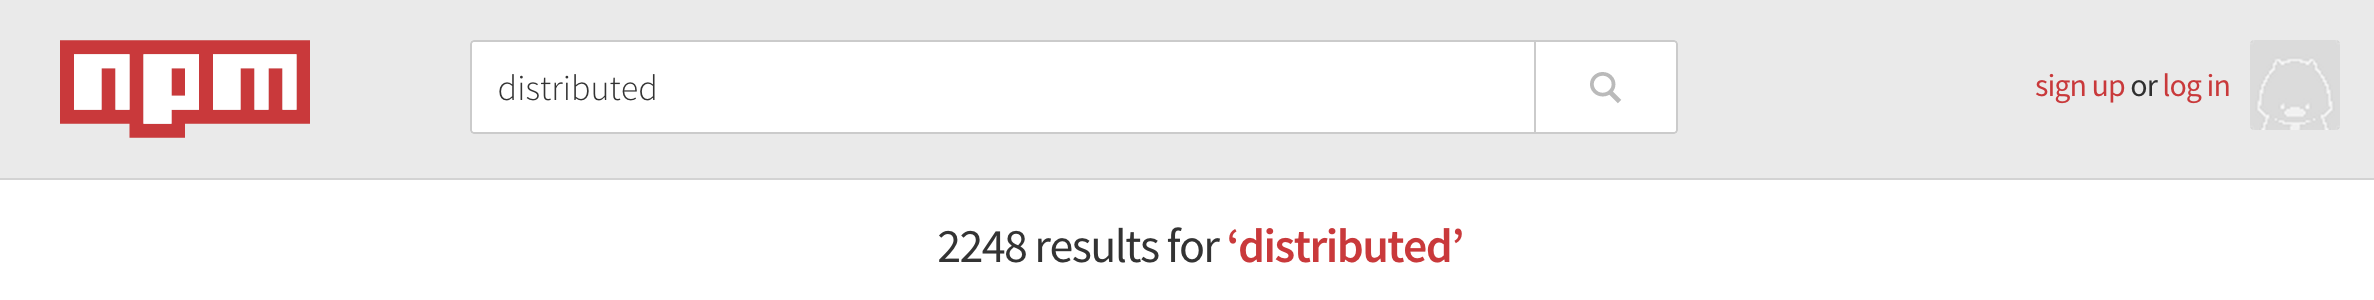 npm
distributed
sign up or log in
2248 results for ‘distributed’